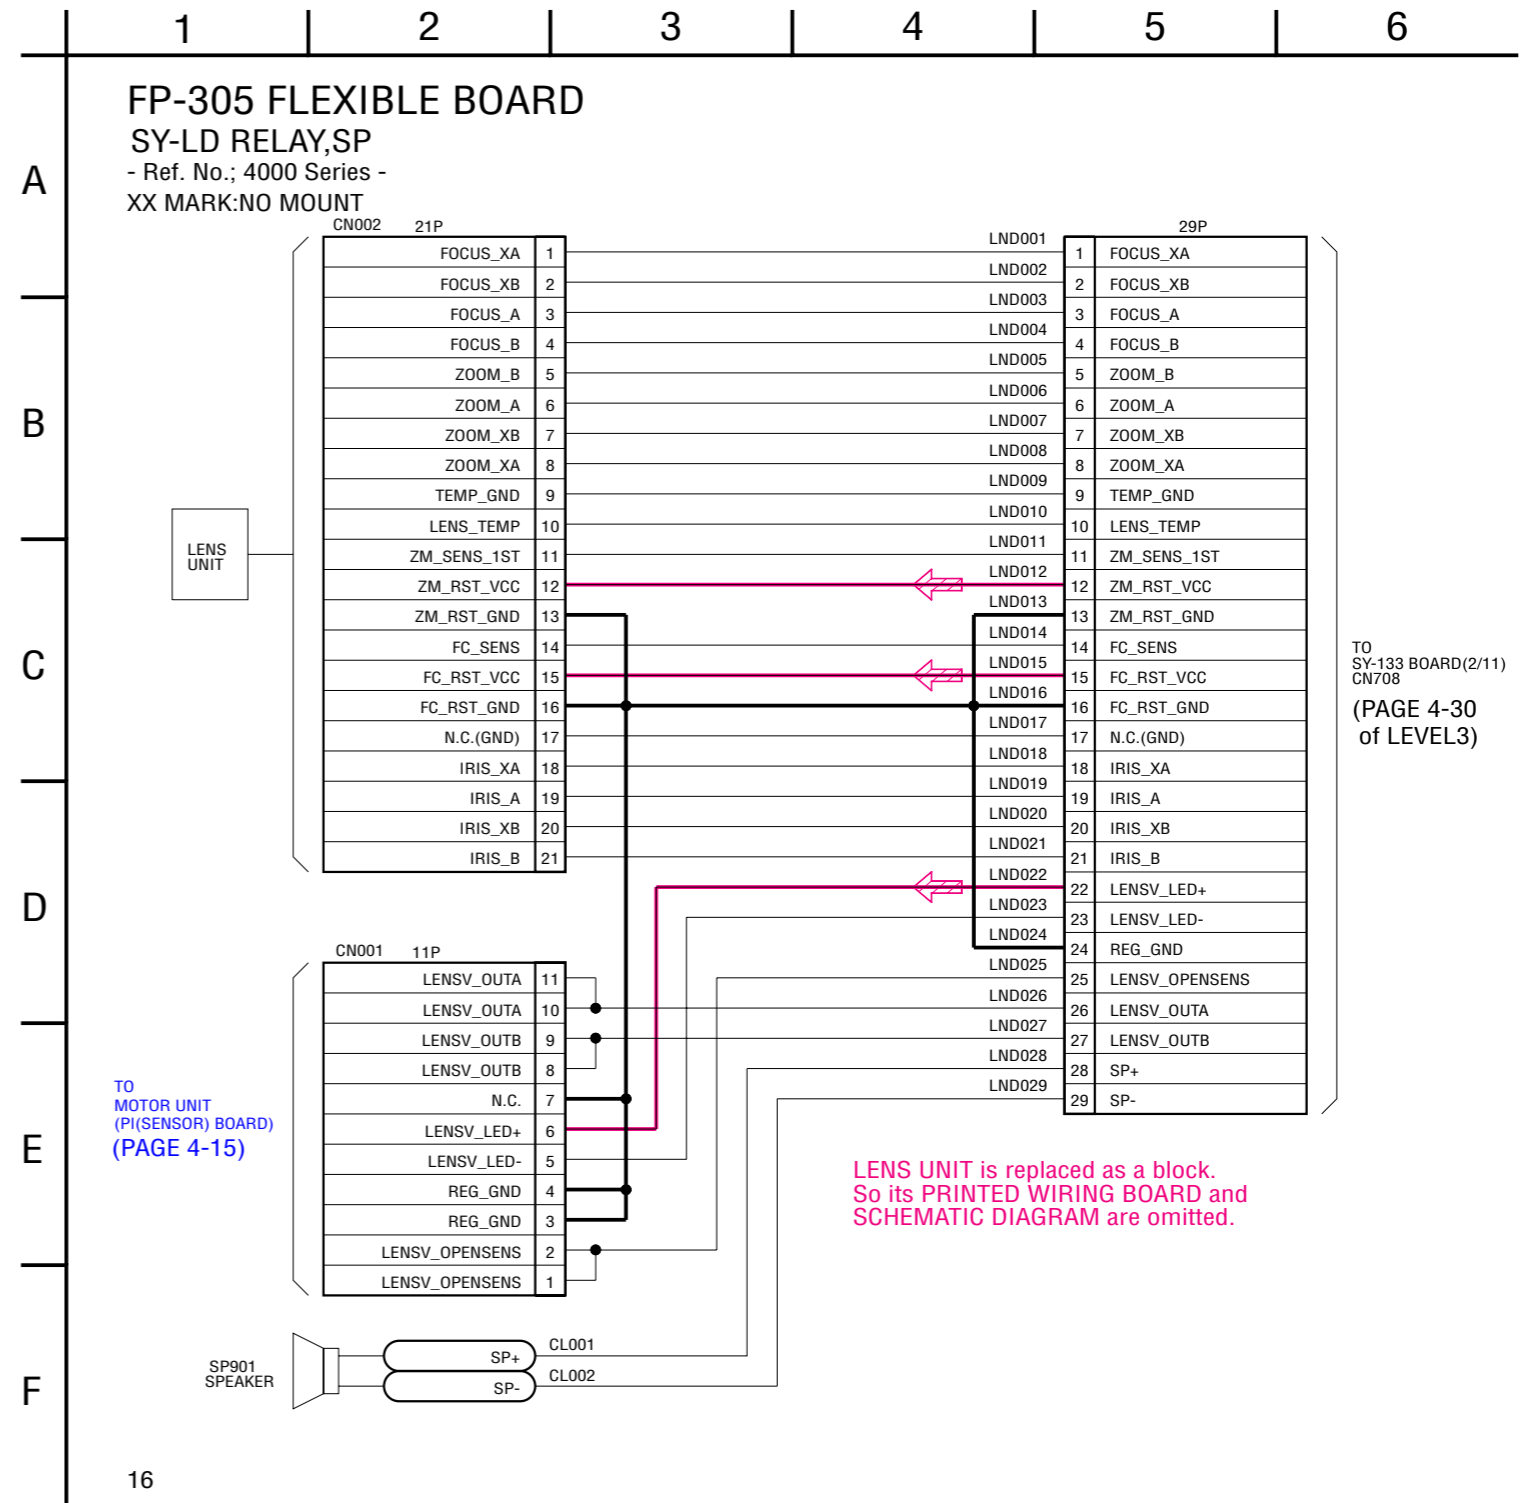 1 2 3 4 5 6
FP-305 FLEXIBLE BOARD
SY-LD RELAY,SP
- Ref. No.; 4000 Series -
XX MARK:NO MOUNT
A
B
C
D
E
F
CN002 21P
FOCUS_XA 1
FOCUS_XB 2
FOCUS_A 3
FOCUS_B 4
ZOOM_B 5
ZOOM_A 6
ZOOM_XB 7
ZOOM_XA 8
TEMP_GND 9
LENS_TEMP 10
ZM_SENS_1ST 11
ZM_RST_VCC 12
ZM_RST_GND 13
FC_SENS 14
FC_RST_VCC 15
FC_RST_GND 16
N.C.(GND) 17
IRIS_XA 18
IRIS_A 19
IRIS_XB 20
IRIS_B 21
LENS
UNIT
LND001
LND002
LND003
LND004
LND005
LND006
LND007
LND008
LND009
LND010
LND011
LND012
LND013
LND014
LND015
LND016
LND017
LND018
LND019
LND020
LND021
LND022
LND023
LND024
LND025
LND026
LND027
LND028
LND029
29P
1 FOCUS_XA
2 FOCUS_XB
3 FOCUS_A
4 FOCUS_B
5 ZOOM_B
6 ZOOM_A
7 ZOOM_XB
8 ZOOM_XA
9 TEMP_GND
10 LENS_TEMP
11 ZM_SENS_1ST
12 ZM_RST_VCC
13 ZM_RST_GND
14 FC_SENS
15 FC_RST_VCC
16 FC_RST_GND
17 N.C.(GND)
18 IRIS_XA
19 IRIS_A
20 IRIS_XB
21 IRIS_B
22 LENSV_LED+
23 LENSV_LED-
24 REG_GND
25 LENSV_OPENSENS
26 LENSV_OUTA
27 LENSV_OUTB
28 SP+
29 SP-
TO
SY-133 BOARD(2/11)
CN708
(PAGE 4-30
of LEVEL3)
CN001 11P
LENSV_OUTA 11
LENSV_OUTA 10
LENSV_OUTB 9
LENSV_OUTB 8
N.C. 7
LENSV_LED+ 6
LENSV_LED- 5
REG_GND 4
REG_GND 3
LENSV_OPENSENS 2
LENSV_OPENSENS 1
TO
MOTOR UNIT
(PI(SENSOR) BOARD)
(PAGE 4-15)
LENS UNIT is replaced as a block.
So its PRINTED WIRING BOARD and
SCHEMATIC DIAGRAM are omitted.
SP901
SPEAKER
SP+ CL001
SP- CL002
16